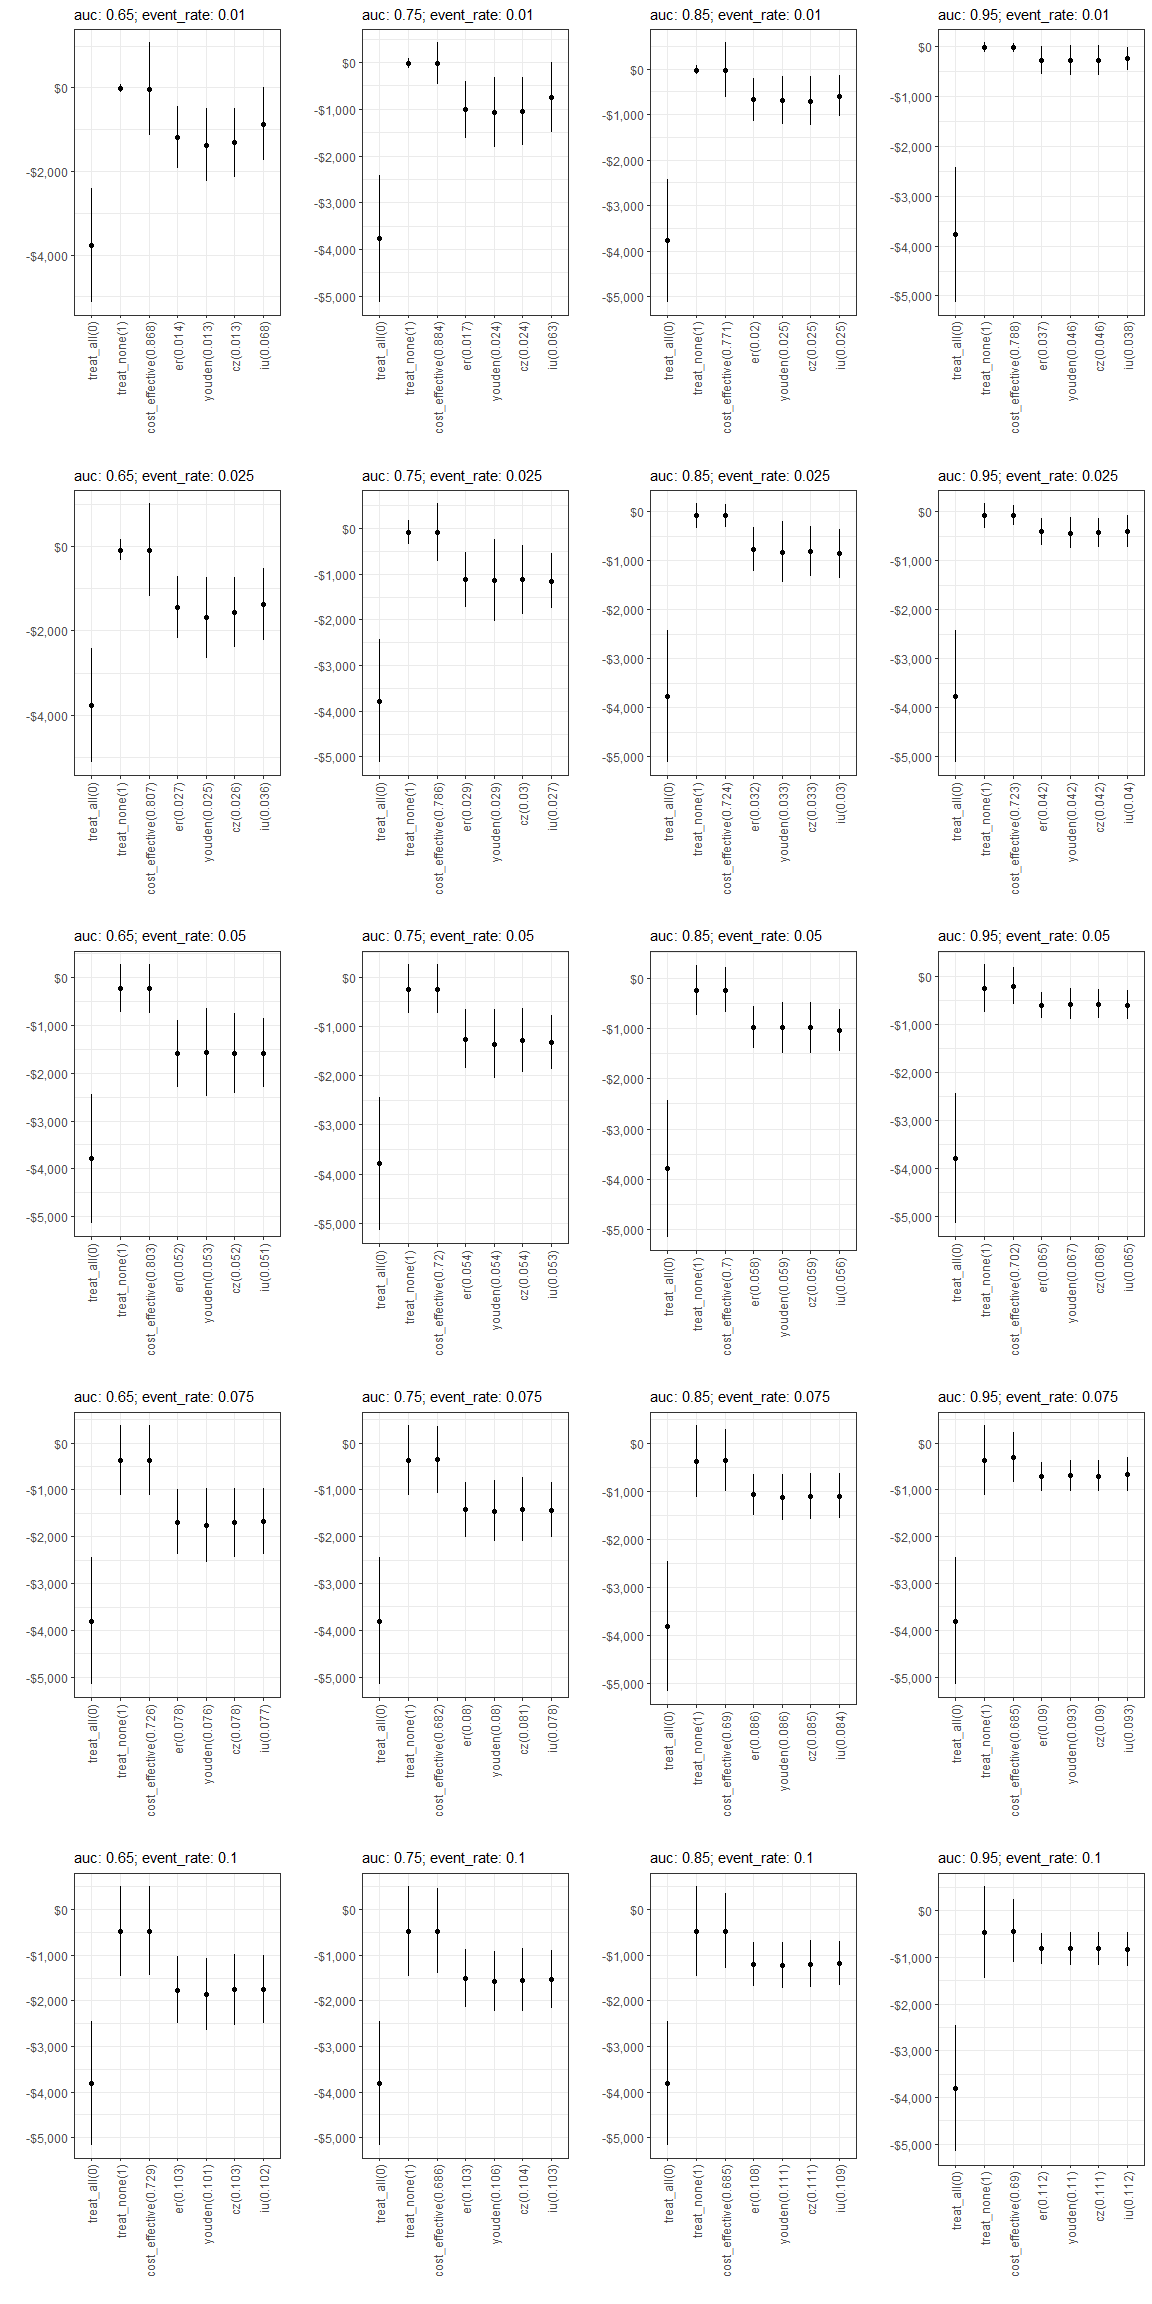 auc: 0.65; event_rate: 0.01
$0
-$2,000
-$4,000
treat_all(0)
treat_none(1)
cost_effective(0.868)
er(0.014)
youden(0.013)
cz(0.013)
iu(0.068)
auc: 0.75; event_rate: 0.01
$0
-$1,000
-$2,000
-$3,000
-$4,000
-$5,000
treat_all(0)
treat_none(1)
cost_effective(0.884)
er(0.017)
youden(0.024)
cz(0.024)
iu(0.063)
auc: 0.85; event_rate: 0.01
$0
-$1,000
-$2,000
-$3,000
-$4,000
-$5,000
treat_all(0)
treat_none(1)
cost_effective(0.771)
er(0.02)
youden(0.025)
cz(0.025)
iu(0.025)
auc: 0.95; event_rate: 0.01
$0
-$1,000
-$2,000
-$3,000
-$4,000
-$5,000
treat_all(0)
treat_none(1)
cost_effective(0.788)
er(0.037)
youden(0.046)
cz(0.046)
iu(0.038)
auc: 0.65; event_rate: 0.025
$0
-$2,000
-$4,000
treat_all(0)
treat_none(1)
cost_effective(0.807)
er(0.027)
youden(0.025)
cz(0.026)
iu(0.036)
auc: 0.75; event_rate: 0.025
$0
-$1,000
-$2,000
-$3,000
-$4,000
-$5,000
treat_all(0)
treat_none(1)
cost_effective(0.786)
er(0.029)
youden(0.029)
cz(0.03)
iu(0.027)
auc: 0.85; event_rate: 0.025
$0
-$1,000
-$2,000
-$3,000
-$4,000
-$5,000
treat_all(0)
treat_none(1)
cost_effective(0.724)
er(0.032)
youden(0.033)
cz(0.033)
iu(0.03)
auc: 0.95; event_rate: 0.025
$0
-$1,000
-$2,000
-$3,000
-$4,000
-$5,000
treat_all(0)
treat_none(1)
cost_effective(0.723)
er(0.042)
youden(0.042)
cz(0.042)
iu(0.04)
auc: 0.65; event_rate: 0.05
$0
-$1,000
-$2,000
-$3,000
-$4,000
-$5,000
treat_all(0)
treat_none(1)
cost_effective(0.803)
er(0.052)
youden(0.053)
cz(0.052)
iu(0.051)
auc: 0.75; event_rate: 0.05
$0
-$1,000
-$2,000
-$3,000
-$4,000
-$5,000
treat_all(0)
treat_none(1)
cost_effective(0.72)
er(0.054)
youden(0.054)
cz(0.054)
iu(0.053)
auc: 0.85; event_rate: 0.05
$0
-$1,000
-$2,000
-$3,000
-$4,000
-$5,000
treat_all(0)
treat_none(1)
cost_effective(0.7)
er(0.058)
youden(0.059)
cz(0.059)
iu(0.056)
auc: 0.95; event_rate: 0.05
$0
-$1,000
-$2,000
-$3,000
-$4,000
-$5,000
treat_all(0)
treat_none(1)
cost_effective(0.702)
er(0.065)
youden(0.067)
cz(0.068)
iu(0.065)
auc: 0.65; event_rate: 0.075
$0
-$1,000
-$2,000
-$3,000
-$4,000
-$5,000
treat_all(0)
treat_none(1)
cost_effective(0.726)
er(0.078)
youden(0.076)
cz(0.078)
iu(0.077)
auc: 0.75; event_rate: 0.075
$0
-$1,000
-$2,000
-$3,000
-$4,000
-$5,000
treat_all(0)
treat_none(1)
cost_effective(0.682)
er(0.08)
youden(0.08)
cz(0.081)
iu(0.078)
auc: 0.85; event_rate: 0.075
$0
-$1,000
-$2,000
-$3,000
-$4,000
-$5,000
treat_all(0)
treat_none(1)
cost_effective(0.69)
er(0.086)
youden(0.086)
cz(0.085)
iu(0.084)
auc: 0.95; event_rate: 0.075
$0
-$1,000
-$2,000
-$3,000
-$4,000
-$5,000
treat_all(0)
treat_none(1)
cost_effective(0.685)
er(0.09)
youden(0.093)
cz(0.09)
iu(0.093)
auc: 0.65; event_rate: 0.1
$0
-$1,000
-$2,000
-$3,000
-$4,000
-$5,000
treat_all(0)
treat_none(1)
cost_effective(0.729)
er(0.103)
youden(0.101)
cz(0.103)
iu(0.102)
auc: 0.75; event_rate: 0.1
$0
-$1,000
-$2,000
-$3,000
-$4,000
-$5,000
treat_all(0)
treat_none(1)
cost_effective(0.686)
er(0.103)
youden(0.106)
cz(0.104)
iu(0.103)
auc: 0.85; event_rate: 0.1
$0
-$1,000
-$2,000
-$3,000
-$4,000
-$5,000
treat_all(0)
treat_none(1)
cost_effective(0.685)
er(0.108)
youden(0.111)
cz(0.111)
iu(0.109)
auc: 0.95; event_rate: 0.1
$0
-$1,000
-$2,000
-$3,000
-$4,000
-$5,000
treat_all(0)
treat_none(1)
cost_effective(0.69)
er(0.112)
youden(0.11)
cz(0.111)
iu(0.112)